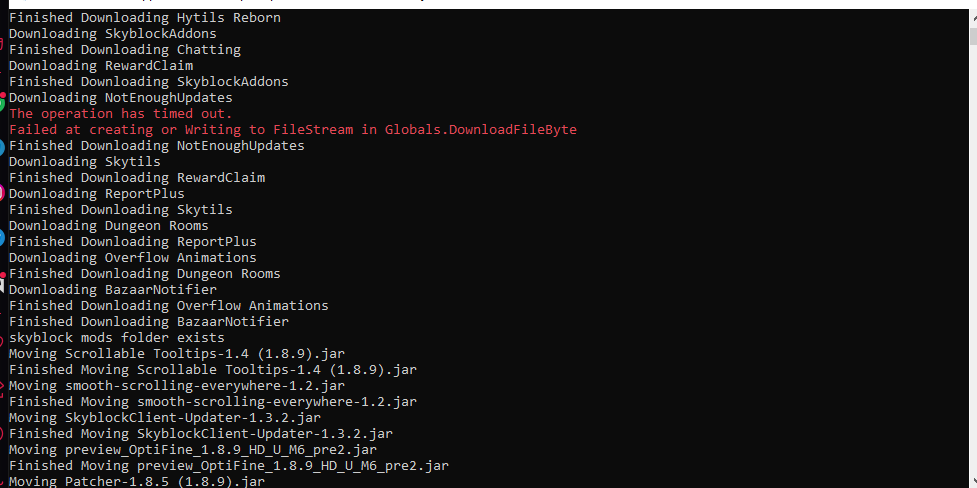 Finished Downloading Hytils Reborn
Downloading SkyblockAddons
Finished Downloading Chatting
Downloading RewardClaim
Finished Downloading SkyblockAddons
Downloading NotEnoughUpdates
The operation has timed out.
Failed at creating or Writing to FileStream in Globals.DownloadFileByte
Finished Downloading NotEnoughUpdates
Downloading Skytils
Finished Downloading RewardClaim
Downloading ReportPlus
Finished Downloading Skytils
Downloading Dungeon Rooms
Finished Downloading ReportPlus
Downloading Overflow Animations
Finished Downloading Dungeon Rooms
Downloading BazaarNotifier
Finished Downloading Overflow Animations
Finished Downloading BazaarNotifier
skyblock mods folder exists
Moving Scrollable Tooltips-1.4 (1.8.9).jar
Finished Moving Scrollable Tooltips-1.4 (1.8.9).jar
Moving smooth-scrolling-everywhere-1.2.jar
Finished Moving smooth-scrolling-everywhere-1.2.jar
Moving SkyblockClient-Updater-1.3.2.jar
Finished Moving SkyblockClient-Updater-1.3.2.jar
Moving preview_OptiFine_1.8.9_HD_U_M6_pre2.jar
Finished Moving preview_OptiFine_1.8.9_HD_U_M6_pre2.jar
Moving Patcher-1.8.5 (1.8.9).jar